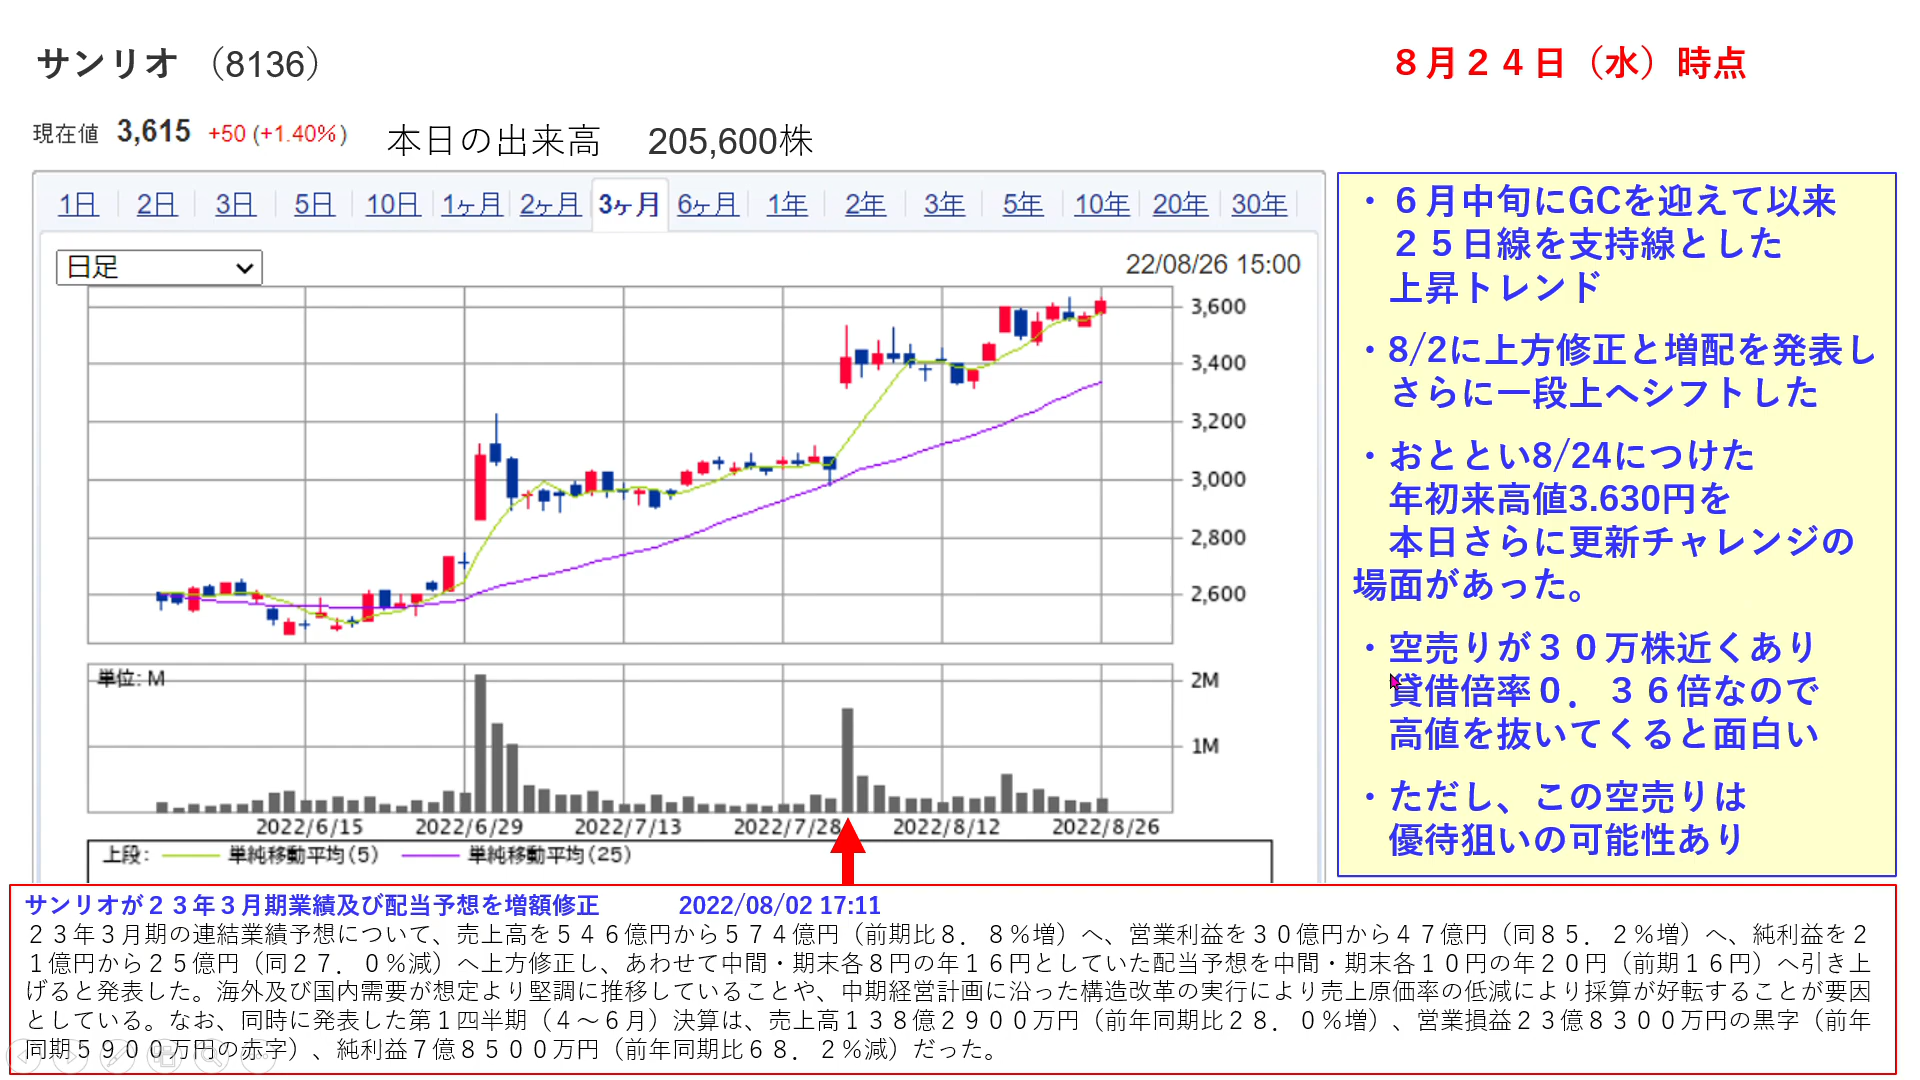 サンリオ （8136）
８月２４日（水）時点
現在値 3,615 +50 (+1.40%) 本日の出来高 205,600株
1日 2日 3日 5日 10日 1ヶ月 2ヶ月 3ヶ月 6ヶ月 1年 2年 3年 5年 10年 20年 30年
日足
22/08/26 15:00
3,600
3,400
3,200
3,000
2,800
2,600
単位: M
2M
1M
2022/6/15 2022/6/29 2022/7/13 2022/7/28 2022/8/12 2022/8/26
上段: 単純移動平均(5) 単純移動平均(25)
・６月中旬にGCを迎えて以来
２５日線を支持線とした
上昇トレンド
・8/2に上方修正と増配を発表し
さらに一段上へシフトした
・おととい8/24につけた
年初来高値3.630円を
本日さらに更新チャレンジの
場面があった。
・空売りが３０万株近くあり
貸借倍率０．３６倍なので
高値を抜いてくると面白い
・ただし、この空売りは
優待狙いの可能性あり
サンリオが２３年３月期業績及び配当予想を増額修正 2022/08/02 17:11
２３年３月期の連結業績予想について、売上高を５４６億円から５７４億円（前期比８．８％増）へ、営業利益を３０億円から４７億円（同８５．２％増）へ、純利益を２
１億円から２５億円（同２７．０％減）へ上方修正し、あわせて中間・期末各８円の年１６円としていた配当予想を中間・期末各１０円の年２０円（前期１６円）へ引き上
げると発表した。海外及び国内需要が想定より堅調に推移していることや、中期経営計画に沿った構造改革の実行により売上原価率の低減により採算が好転することが要因
としている。なお、同時に発表した第１四半期（４～６月）決算は、売上高１３８億２９００万円（前年同期比２８．０％増）、営業損益２３億８３００万円の黒字（前年
同期５９００万円の赤字）、純利益７億８５００万円（前年同期比６８．２％減）だった。